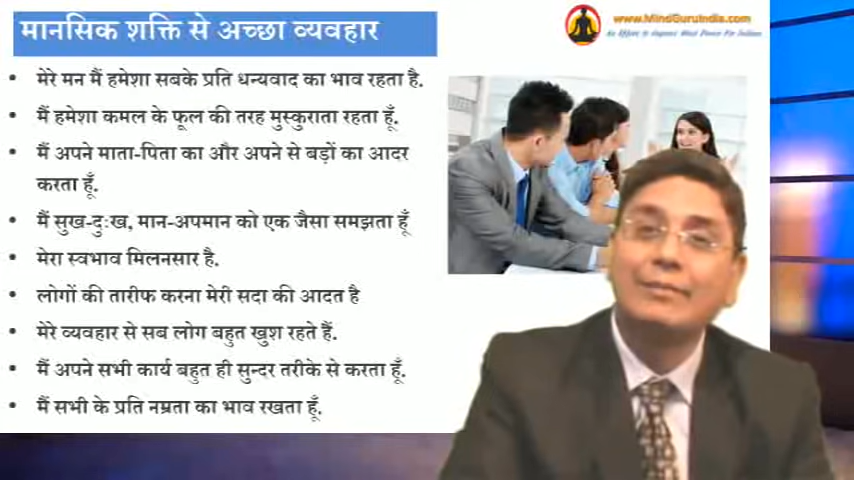 मानसिक शक्ति से अच्छा व्यवहार
www.MindGuruIndia.com
An Effort to Improve Mind Power For Indians
• मेरे मन मैं हमेशा सबके प्रति धन्यवाद का भाव रहता है.
• मैं हमेशा कमल के फूल की तरह मुस्कुराता रहता हूँ.
• मैं अपने माता-पिता का और अपने से बड़ों का आदर
करता हूँ.
• मैं सुख-दुःख, मान-अपमान को एक जैसा समझता हूँ
• मेरा स्वभाव मिलनसार है.
• लोगों की तारीफ करना मेरी सदा की आदत है
• मेरे व्यवहार से सब लोग बहुत खुश रहते हैं.
• मैं अपने सभी कार्य बहुत ही सुन्दर तरीके से करता हूँ.
• मैं सभी के प्रति नम्रता का भाव रखता हूँ.